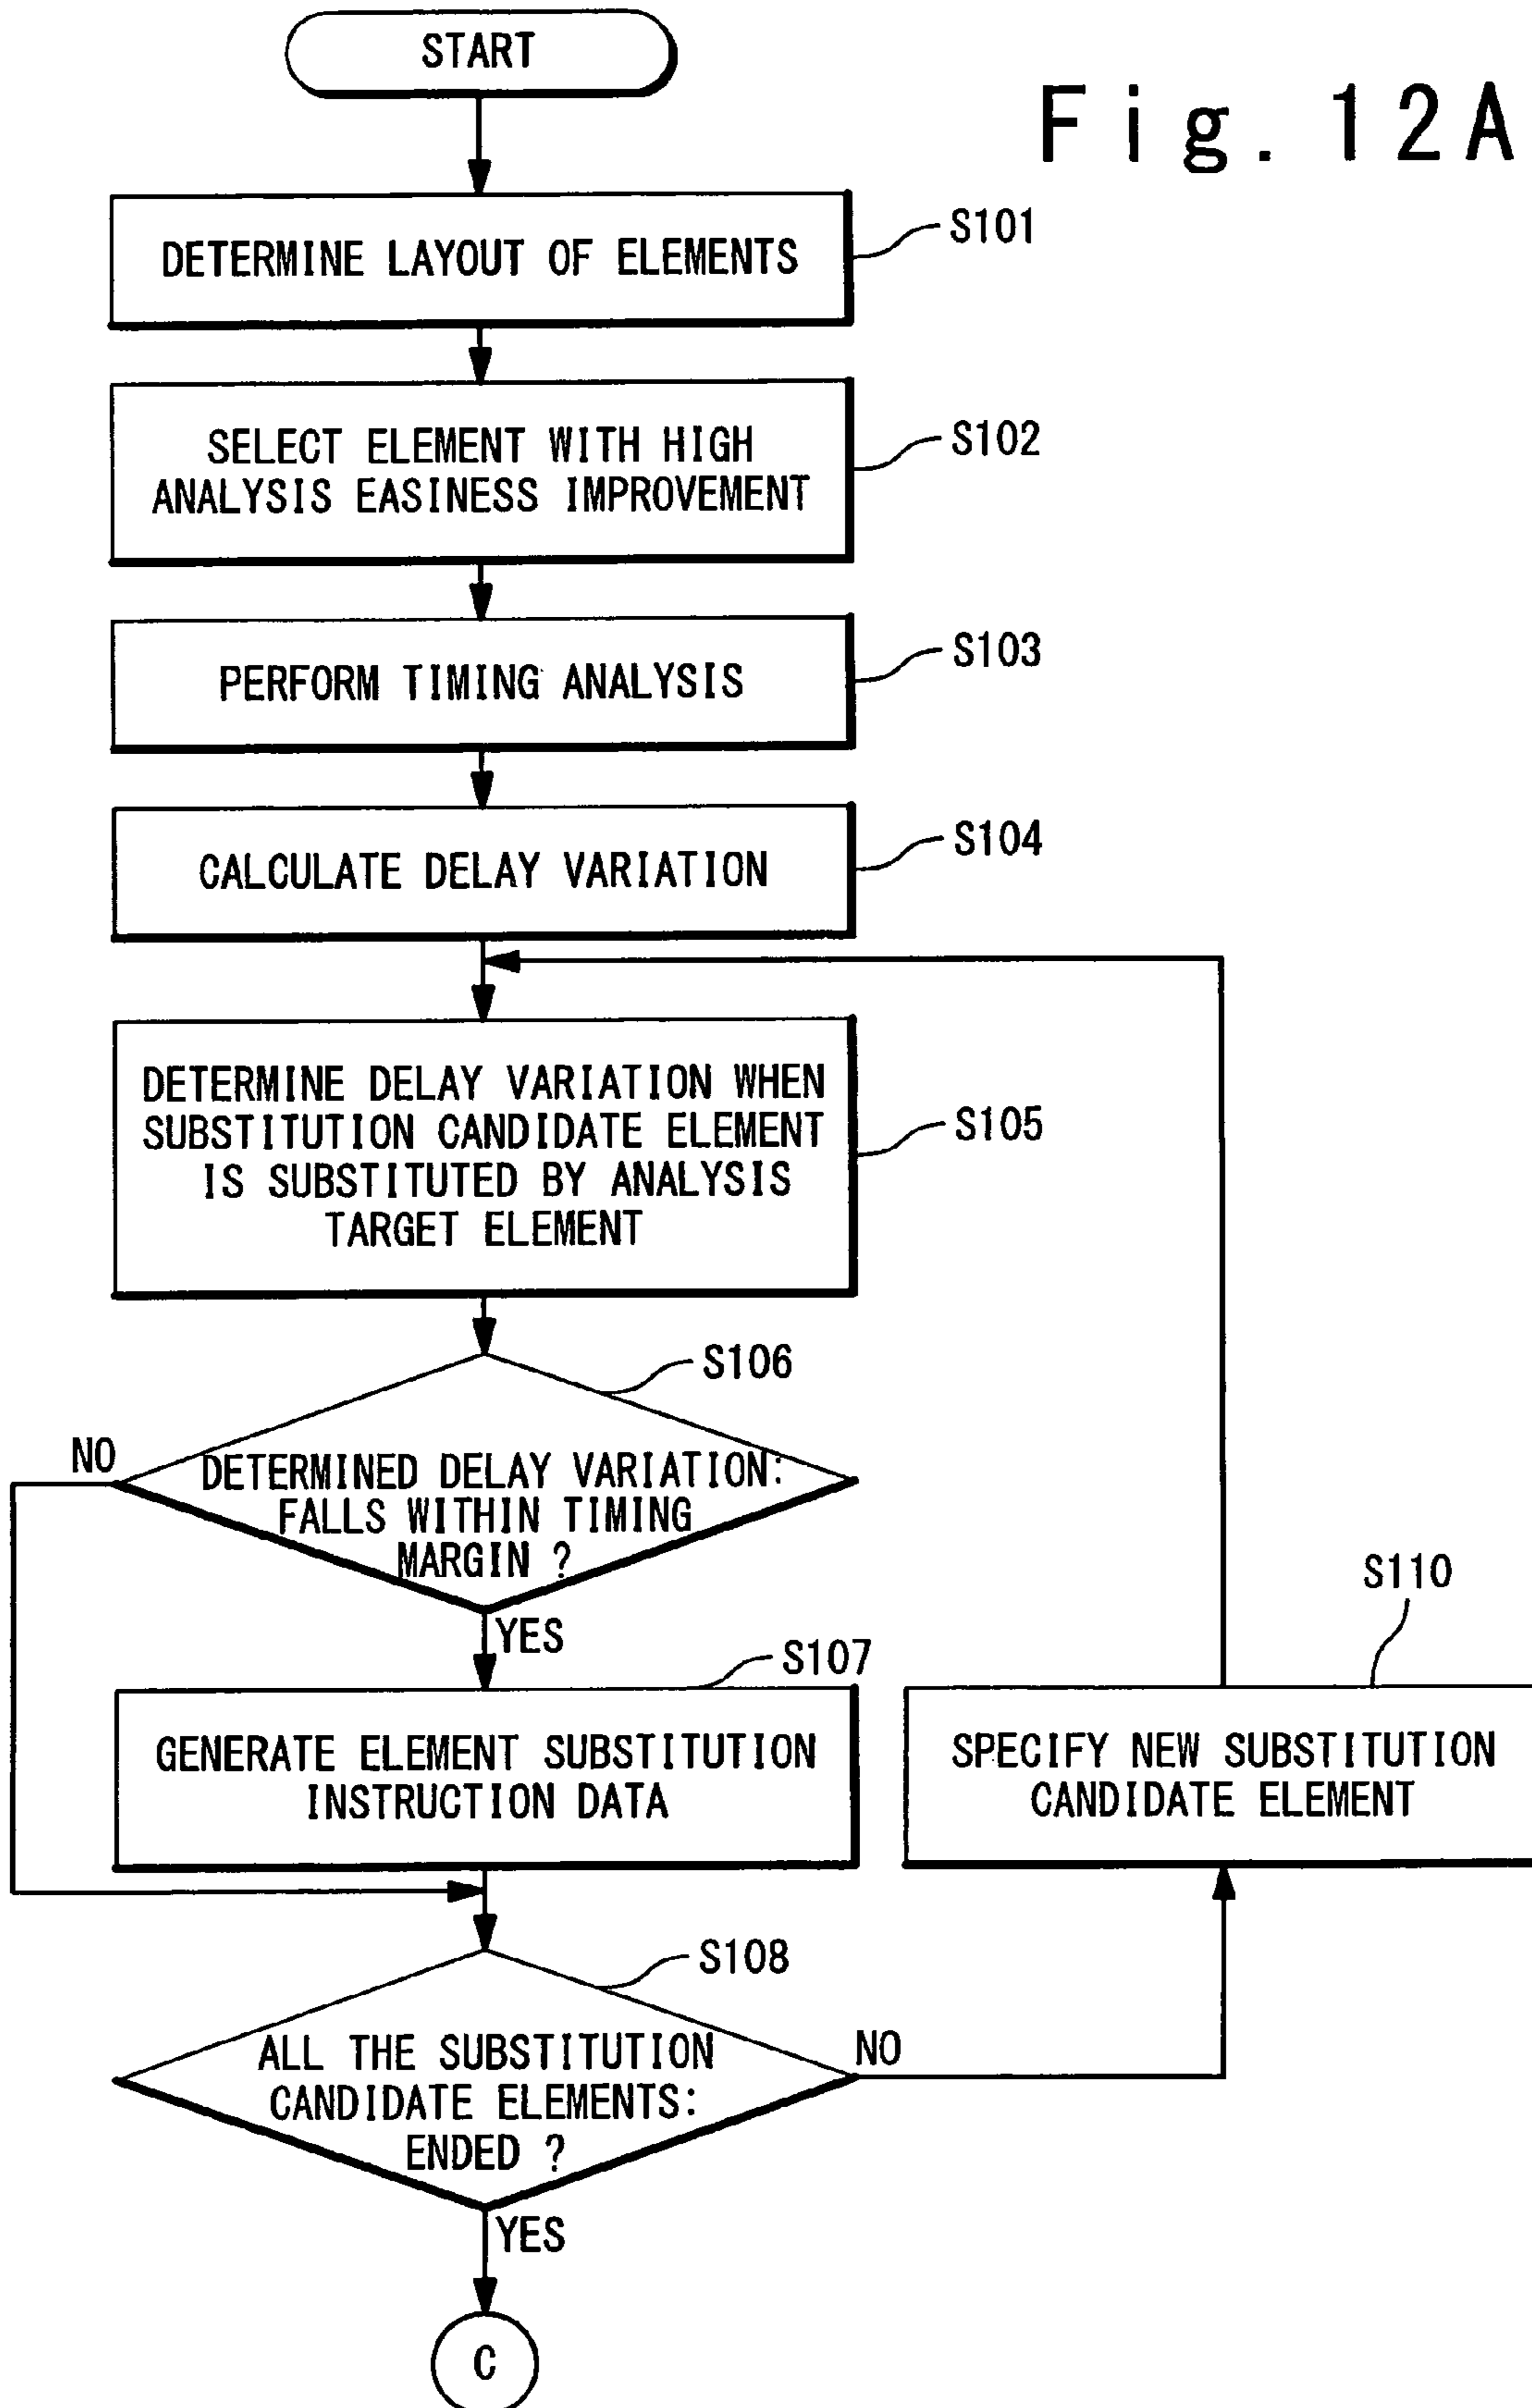 START
Fig. 12A
DETERMINE LAYOUT OF ELEMENTS
S101
SELECT ELEMENT WITH HIGH
ANALYSIS EASINESS IMPROVEMENT
S102
PERFORM TIMING ANALYSIS
S103
CALCULATE DELAY VARIATION
S104
DETERMINE DELAY VARIATION WHEN
SUBSTITUTION CANDIDATE ELEMENT
IS SUBSTITUTED BY ANALYSIS
TARGET ELEMENT
S105
S106
NO
DETERMINED DELAY VARIATION:
FALLS WITHIN TIMING
MARGIN ?
YES
S107
GENERATE ELEMENT SUBSTITUTION
INSTRUCTION DATA
S110
SPECIFY NEW SUBSTITUTION
CANDIDATE ELEMENT
S108
ALL THE SUBSTITUTION
CANDIDATE ELEMENTS:
ENDED ?
NO
YES
C